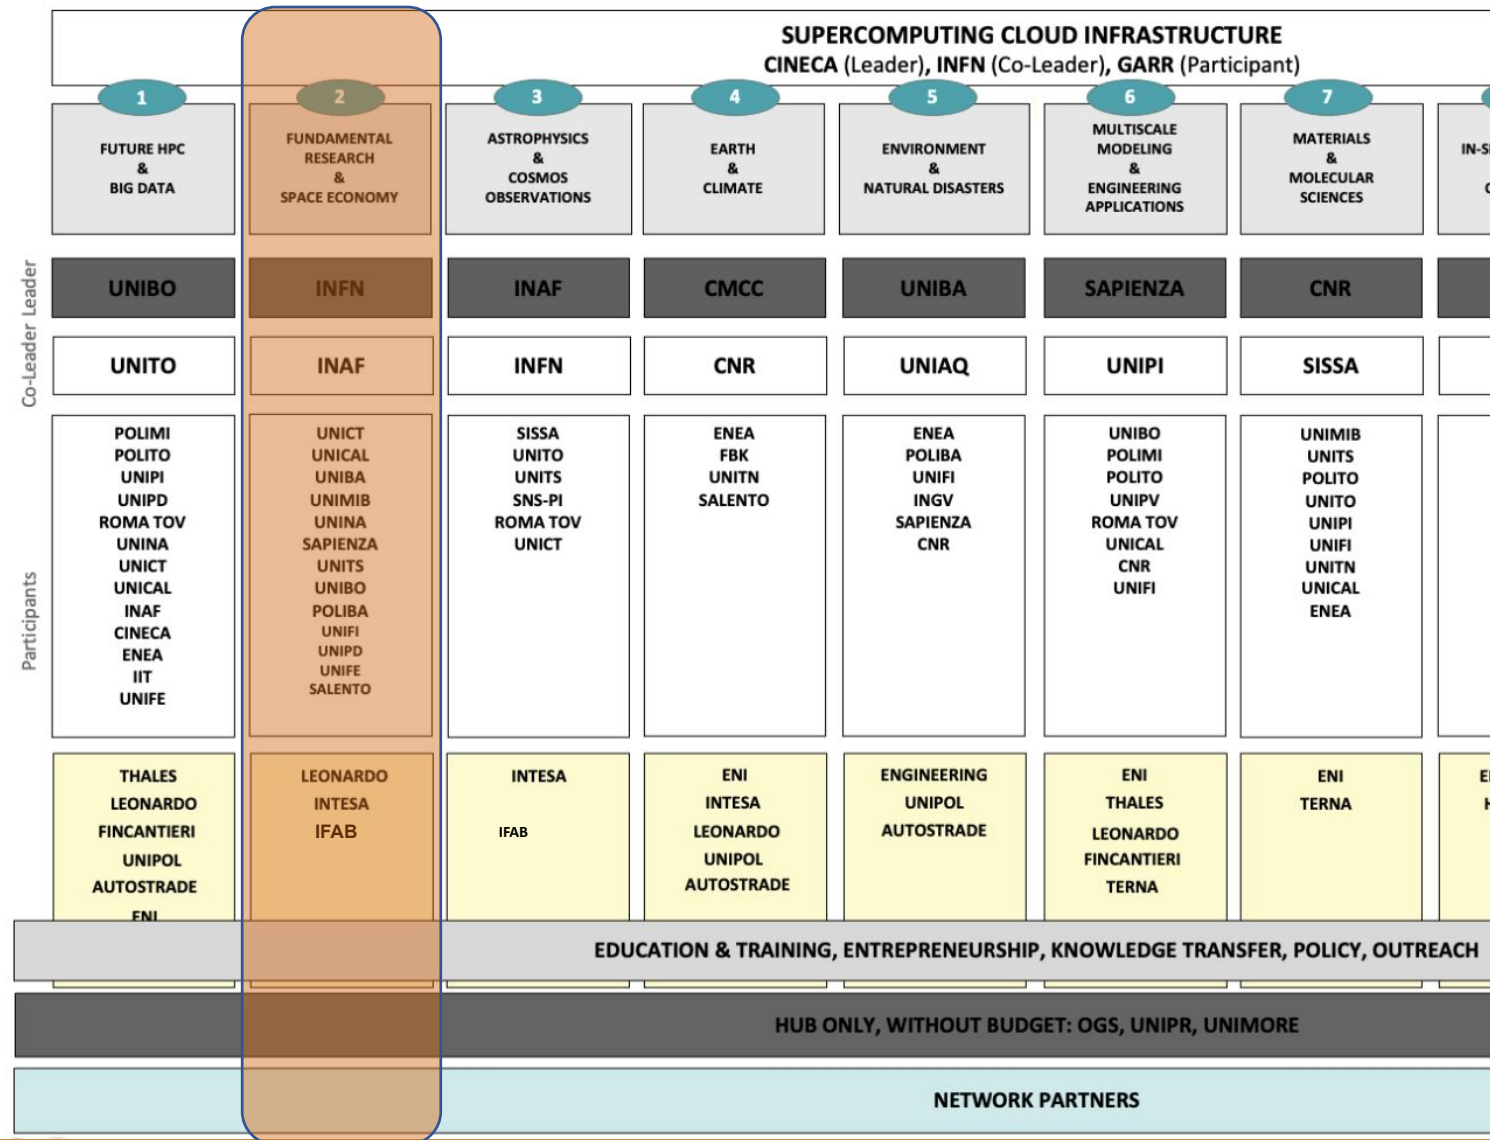 SUPERCOMPUTING CLOUD INFRASTRUCTURE
CINECA (Leader), INFN (Co-Leader), GARR (Participant)
1
FUTURE HPC
&
BIG DATA
2
FUNDAMENTAL
RESEARCH
&
SPACE ECONOMY
3
ASTROPHYSICS
&
COSMOS
OBSERVATIONS
4
EARTH
&
CLIMATE
5
ENVIRONMENT
&
NATURAL DISASTERS
6
MULTISCALE
MODELING
&
ENGINEERING
APPLICATIONS
7
MATERIALS
&
MOLECULAR
SCIENCES
Leader
UNIBO
INFN
INAF
CMCC
UNIBA
SAPIENZA
CNR
Co-Leader
UNITO
INAF
INFN
CNR
UNIAQ
UNIPI
SISSA
Participants
POLIMI
POLITO
UNIPI
UNIPD
ROMA TOV
UNINA
UNICT
UNICAL
INAF
CINECA
ENEA
IIT
UNIFE
UNICT
UNICAL
UNIBA
UNIMIB
UNINA
SAPIENZA
UNITS
UNIBO
POLIBA
UNIFI
UNIPD
UNIFE
SALENTO
SISSA
UNITO
UNITS
SNS-PI
ROMA TOV
UNICT
ENEA
FBK
UNITN
SALENTO
ENEA
POLIBA
UNIFI
INGV
SAPIENZA
CNR
UNIBO
POLIMI
POLITO
UNIPV
ROMA TOV
UNICAL
CNR
UNIFI
UNIMIB
UNITS
POLITO
UNITO
UNIPI
UNIFI
UNITN
UNICAL
ENEA
THALES
LEONARDO
FINCANTIERI
UNIPOL
AUTOSTRADE
ENI
LEONARDO
INTESA
IFAB
INTESA
IFAB
ENI
INTESA
LEONARDO
UNIPOL
AUTOSTRADE
ENGINEERING
UNIPOL
AUTOSTRADE
ENI
THALES
LEONARDO
FINCANTIERI
TERNA
ENI
TERNA
EDUCATION & TRAINING, ENTREPRENEURSHIP, KNOWLEDGE TRANSFER, POLICY, OUTREACH
HUB ONLY, WITHOUT BUDGET: OGS, UNIPR, UNIMORE
NETWORK PARTNERS